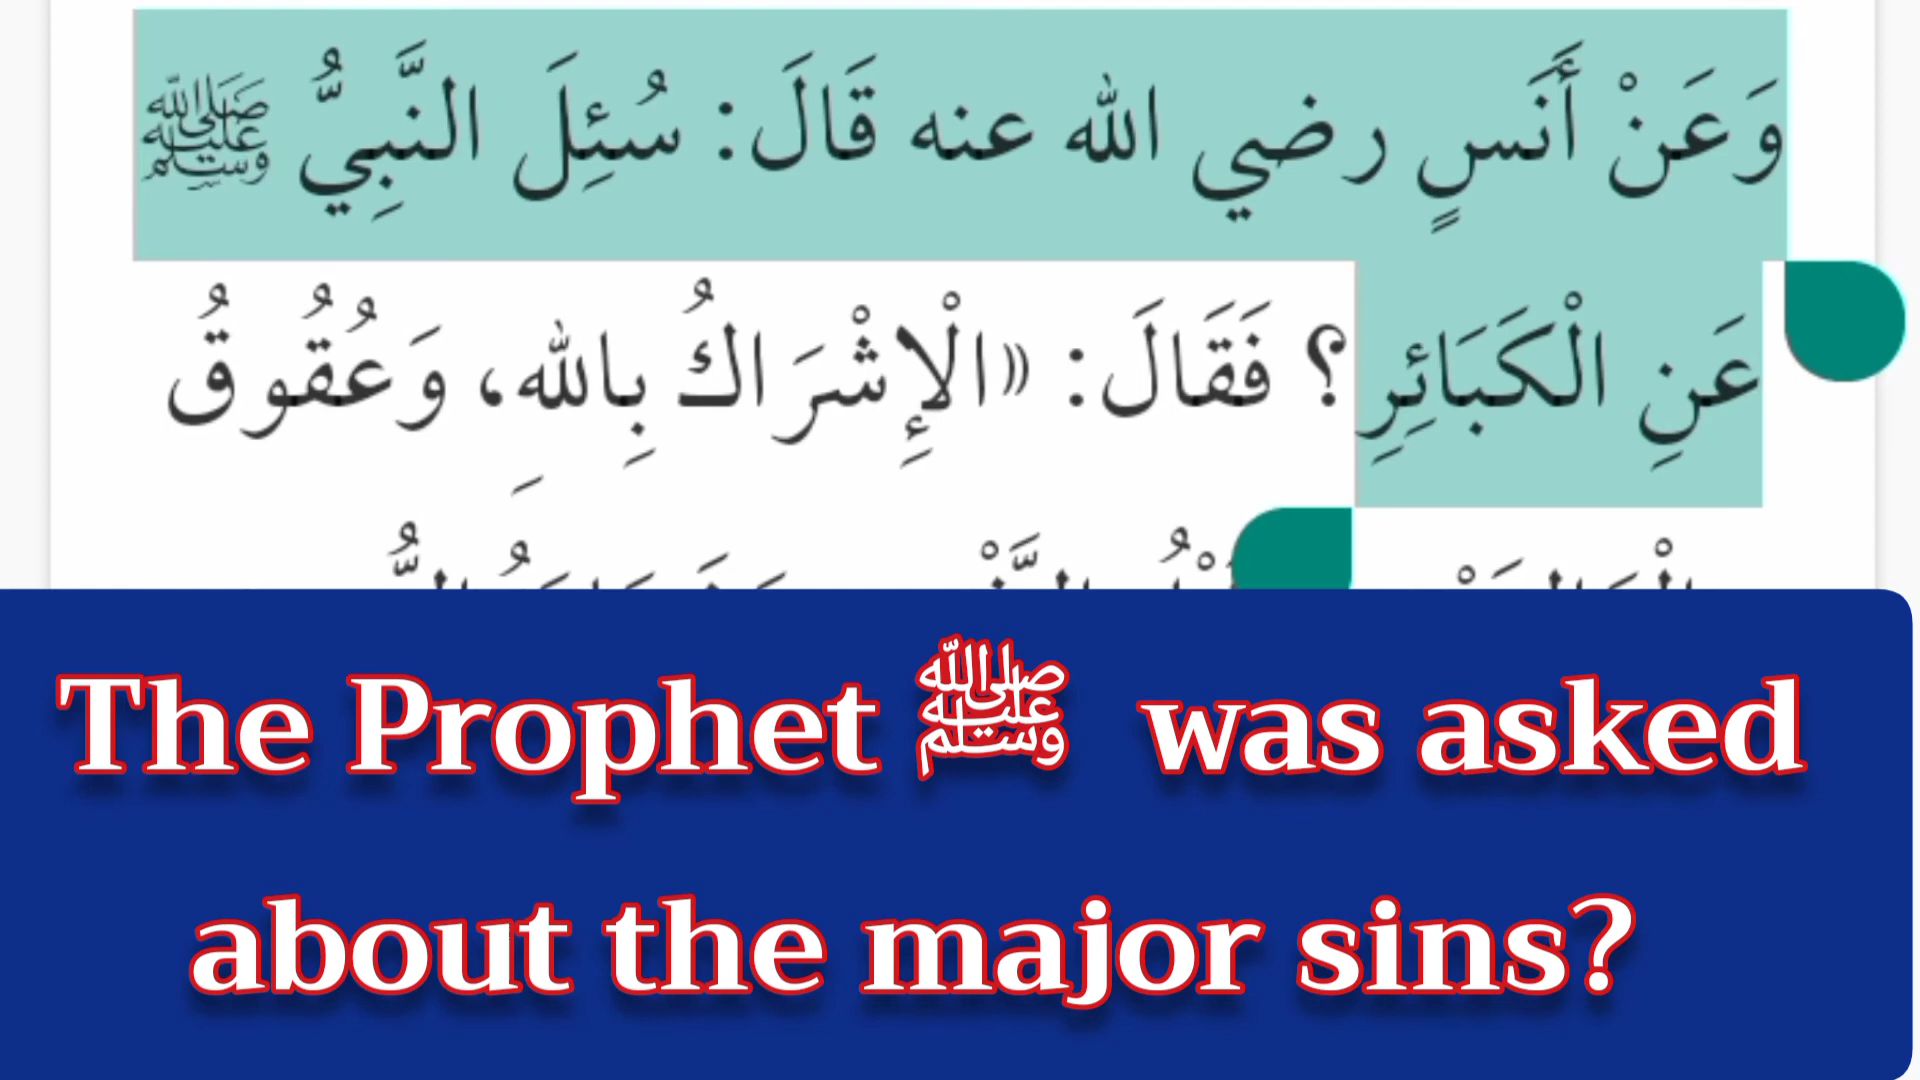 وَعَنْ أَنَسٍ رضي الله عنه قَالَ: سُئِلَ النَّبِيُّ ﷺ
عَنِ الْكَبَائِرِ؟ فَقَالَ: «الْإِشْرَاكُ بِاللهِ، وَعُقُوقُ
The Prophet ﷺ was asked
about the major sins?